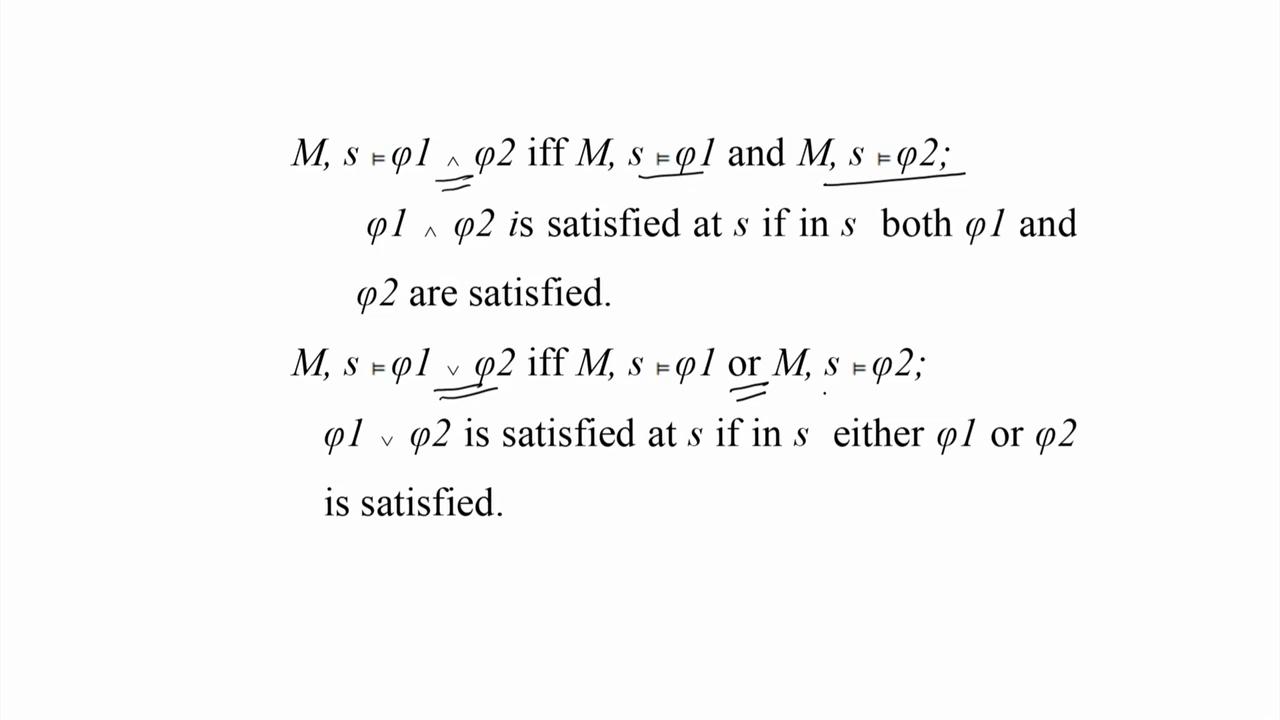 M, s ⊨ φ1 ∧ φ2 iff M, s ⊨ φ1 and M, s ⊨ φ2;
φ1 ∧ φ2 is satisfied at s if in s both φ1 and
φ2 are satisfied.
M, s ⊨ φ1 ∨ φ2 iff M, s ⊨ φ1 or M, s ⊨ φ2;
φ1 ∨ φ2 is satisfied at s if in s either φ1 or φ2
is satisfied.